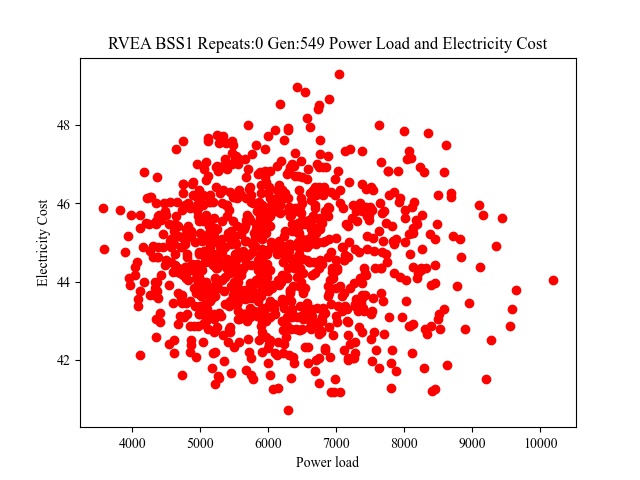 RVEA BSS1 Repeats:0 Gen:549 Power Load and Electricity Cost
48
46
44
42
Electricity Cost
4000 5000 6000 7000 8000 9000 10000
Power load